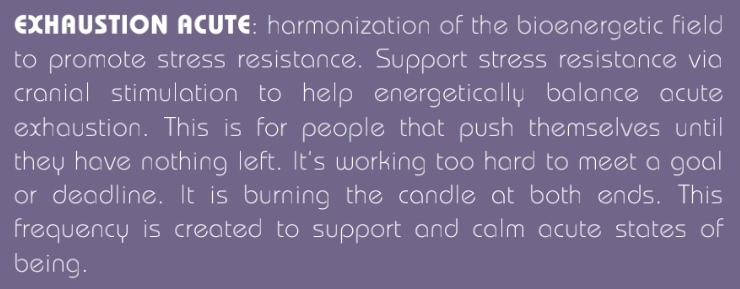 EXHAUSTION ACUTE: harmonization of the bioenergetic field
to promote stress resistance. Support stress resistance via
cranial stimulation to help energetically balance acute
exhaustion. This is for people that push themselves until
they have nothing left. It's working too hard to meet a goal
or deadline. It is burning the candle at both ends. This
frequency is created to support and calm acute states of
being.